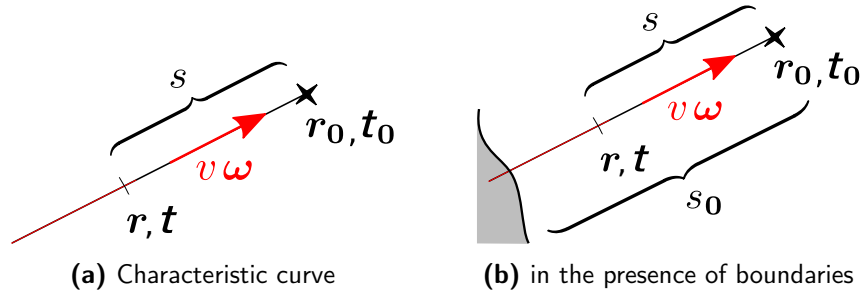 s
r₀, t₀
v ω
r, t
(a) Characteristic curve
s
r₀, t₀
v ω
r, t
s₀
(b) in the presence of boundaries